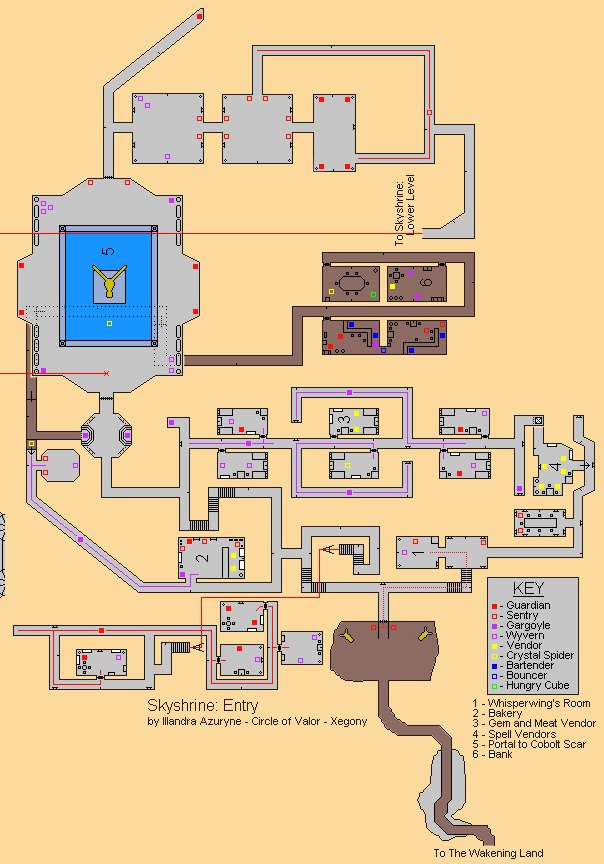 5
To Skyshrine:
Lower Level
6
3
4
2
1
KEY
- Guardian
- Sentry
- Gargoyle
- Wyvern
- Vendor
- Crystal Spider
- Bartender
- Bouncer
- Hungry Cube
Skyshrine: Entry
by Illandra Azuryne - Circle of Valor - Xegony
1 - Whisperwing's Room
2 - Bakery
3 - Gem and Meat Vendor
4 - Spell Vendors
5 - Portal to Cobolt Scar
6 - Bank
To The Wakening Land